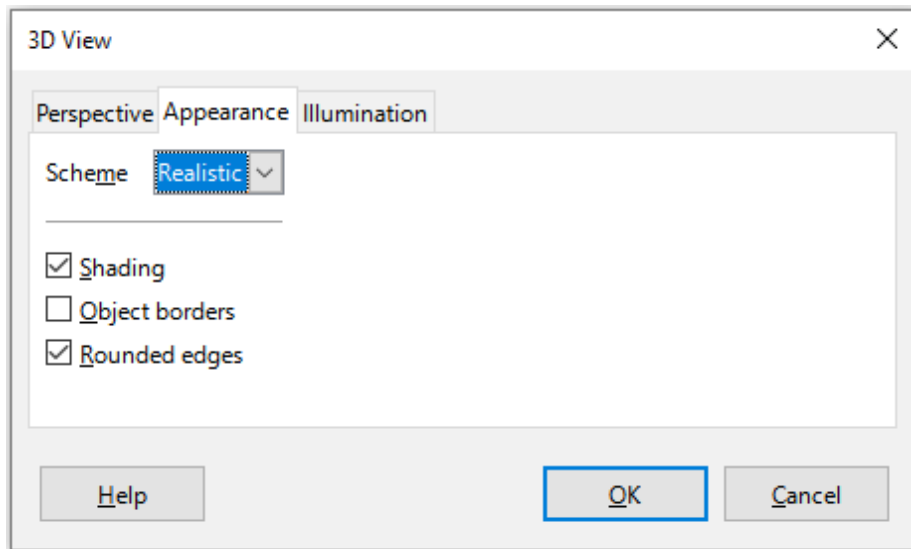 3D View
Perspective Appearance Illumination
Scheme Realistic
Shading
Object borders
Rounded edges
Help OK Cancel